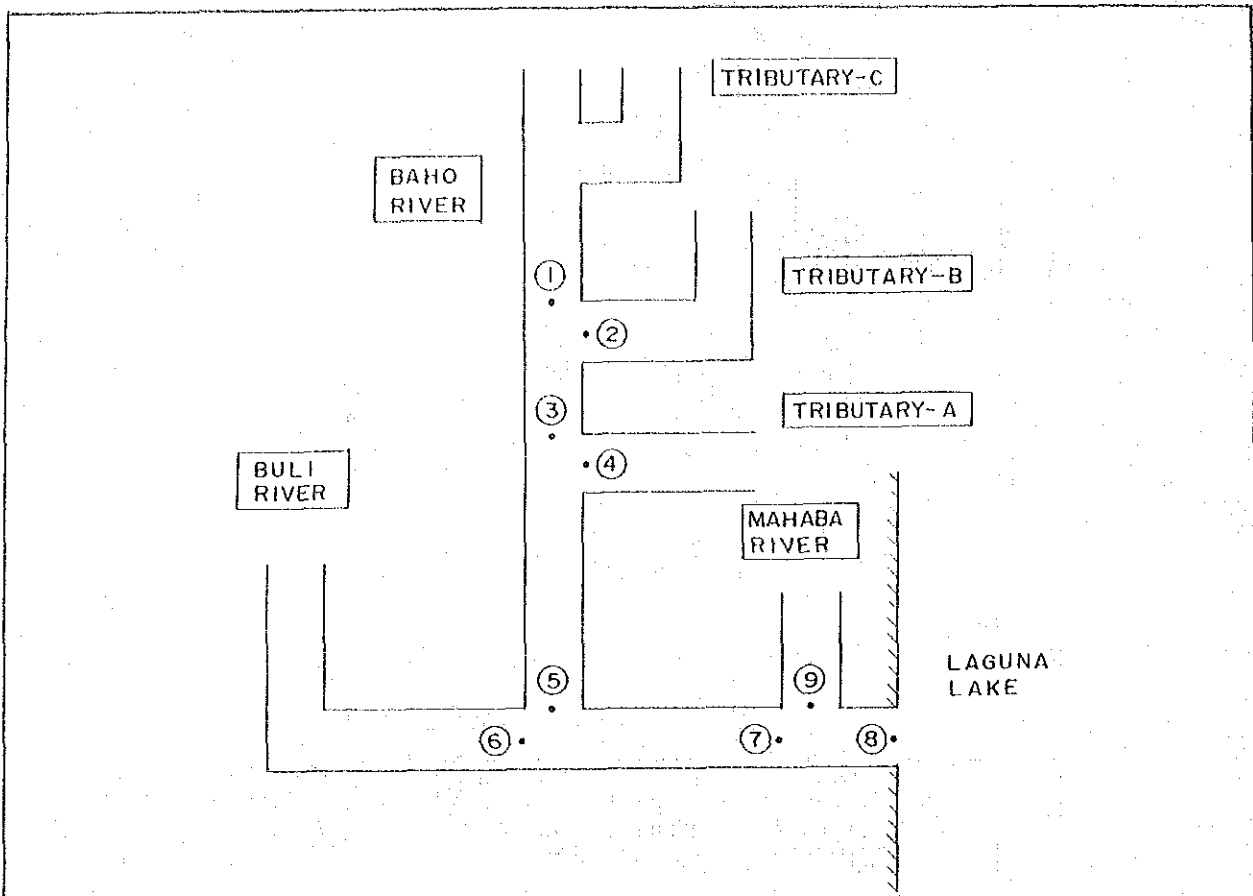 TRIBUTARY-C
BAHO
RIVER
①
TRIBUTARY-B
②
③
TRIBUTARY-A
④
BULI
RIVER
MAHABA
RIVER
⑤
⑨
LAGUNA
LAKE
⑥
⑦
⑧